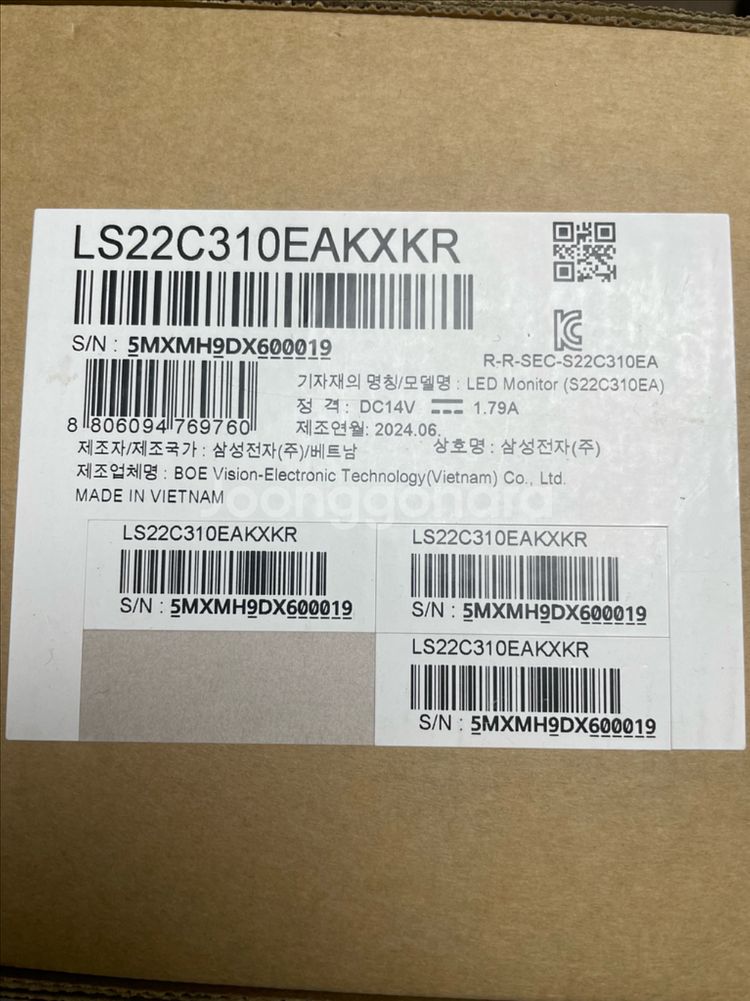 LS22C310EAKXKR
S/N : 5MXMH9DX600019
R-R-SEC-S22C310EA
8 806094 769760
기자재의 명칭/모델명 : LED Monitor (S22C310EA)
정 격 : DC14V 1.79A
제조연월: 2024.06.
제조자/제조국가 : 삼성전자(주)/베트남 상호명 : 삼성전자(주)
제조업체명 : BOE Vision-Electronic Technology(Vietnam) Co., Ltd.
MADE IN VIETNAM
Joonggonara
LS22C310EAKXKR
S/N : 5MXMH9DX600019
LS22C310EAKXKR
S/N : 5MXMH9DX600019
LS22C310EAKXKR
S/N : 5MXMH9DX600019